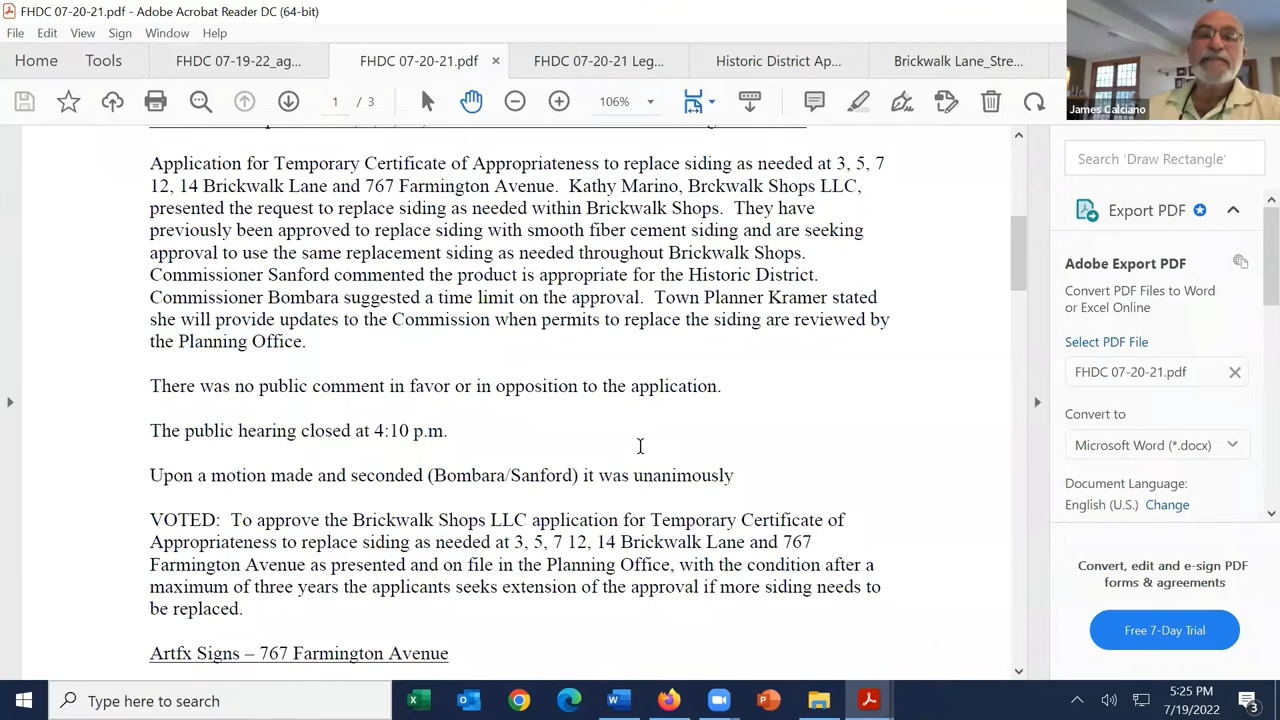 FHDC 07-20-21.pdf - Adobe Acrobat Reader DC (64-bit)
File Edit View Sign Window Help
Home Tools FHDC 07-19-22_ag... FHDC 07-20-21.pdf × FHDC 07-20-21 Leg... Historic District Ap... Brickwalk Lane_Stre...
1 / 3 106%
James Calciano
Application for Temporary Certificate of Appropriateness to replace siding as needed at 3, 5, 7
12, 14 Brickwalk Lane and 767 Farmington Avenue. Kathy Marino, Brckwalk Shops LLC,
presented the request to replace siding as needed within Brickwalk Shops. They have
previously been approved to replace siding with smooth fiber cement siding and are seeking
approval to use the same replacement siding as needed throughout Brickwalk Shops.
Commissioner Sanford commented the product is appropriate for the Historic District.
Commissioner Bombara suggested a time limit on the approval. Town Planner Kramer stated
she will provide updates to the Commission when permits to replace the siding are reviewed by
the Planning Office.
There was no public comment in favor or in opposition to the application.
The public hearing closed at 4:10 p.m.
Upon a motion made and seconded (Bombara/Sanford) it was unanimously
VOTED: To approve the Brickwalk Shops LLC application for Temporary Certificate of
Appropriateness to replace siding as needed at 3, 5, 7 12, 14 Brickwalk Lane and 767
Farmington Avenue as presented and on file in the Planning Office, with the condition after a
maximum of three years the applicants seeks extension of the approval if more siding needs to
be replaced.
Artfx Signs – 767 Farmington Avenue
Search 'Draw Rectangle'
Export PDF
Adobe Export PDF
Convert PDF Files to Word
or Excel Online
Select PDF File
FHDC 07-20-21.pdf
Convert to
Microsoft Word (*.docx)
Document Language:
English (U.S.) Change
Convert, edit and e-sign PDF
forms & agreements
Free 7-Day Trial
Type here to search
5:25 PM
7/19/2022
3